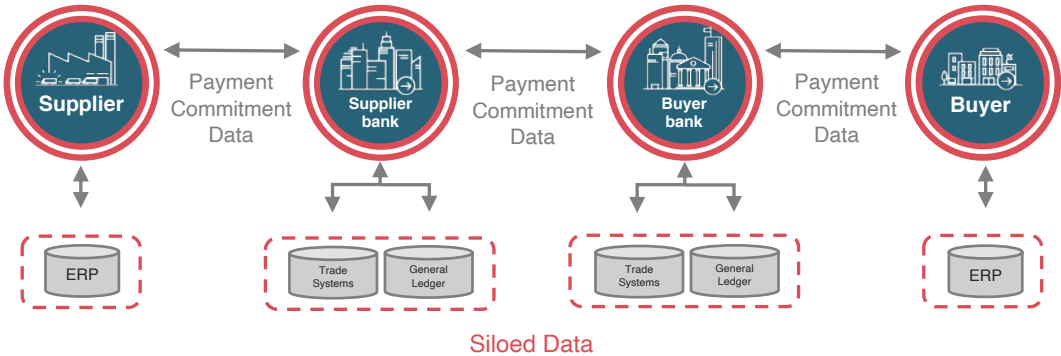 Supplier
Payment
Commitment
Data
Supplier
bank
Payment
Commitment
Data
Buyer
bank
Payment
Commitment
Data
Buyer
ERP
Trade
Systems
General
Ledger
Trade
Systems
General
Ledger
ERP
Siloed Data